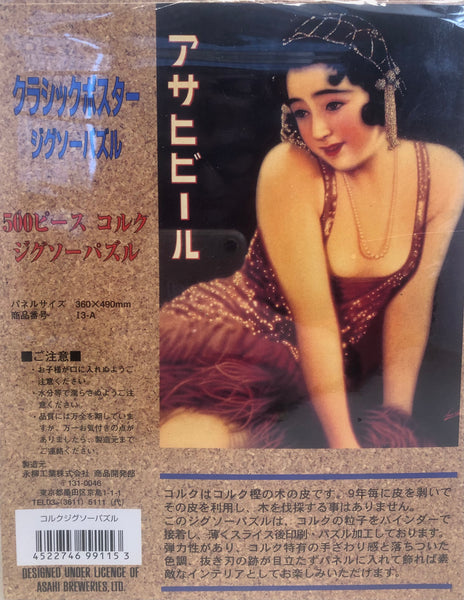 クラシックポスター
ジグソーパズル
アサヒビール
500ピース コルク
ジグソーパズル
パネルサイズ 360×490mm
商品番号 13-A
■ご注意■
・お子様が口に入れぬようご
注意ください。
・水分等で濡らさぬようご注
意ください。
・品質には万全を期していま
すが、万一お気付きの点が
ありましたら、製造元まで
ご連絡ください。
製造元
永柳工業株式会社 商品開発部
〒131-0046
東京都墨田区京島1-1-1
TEL03-(3611) 5111 (代)
コルクジグソーパズル
4522746 991153
DESIGNED UNDER LICENCE OF
ASAHI BREWERIES, LTD.
コルクはコルク樫の木の皮です。9年毎に皮を剥いで
その皮を利用し、木を伐採する事はありません。
このジグソーパズルは、コルクの粒子をバインダーで
接着し、薄くスライス後印刷・パズル加工しております。
弾力性があり、コルク特有の手ざわり感と落ちついた
色調、抜き刃の跡が目立たずパネルに入れて飾れば素
敵なインテリアとしてお楽しみいただけます。